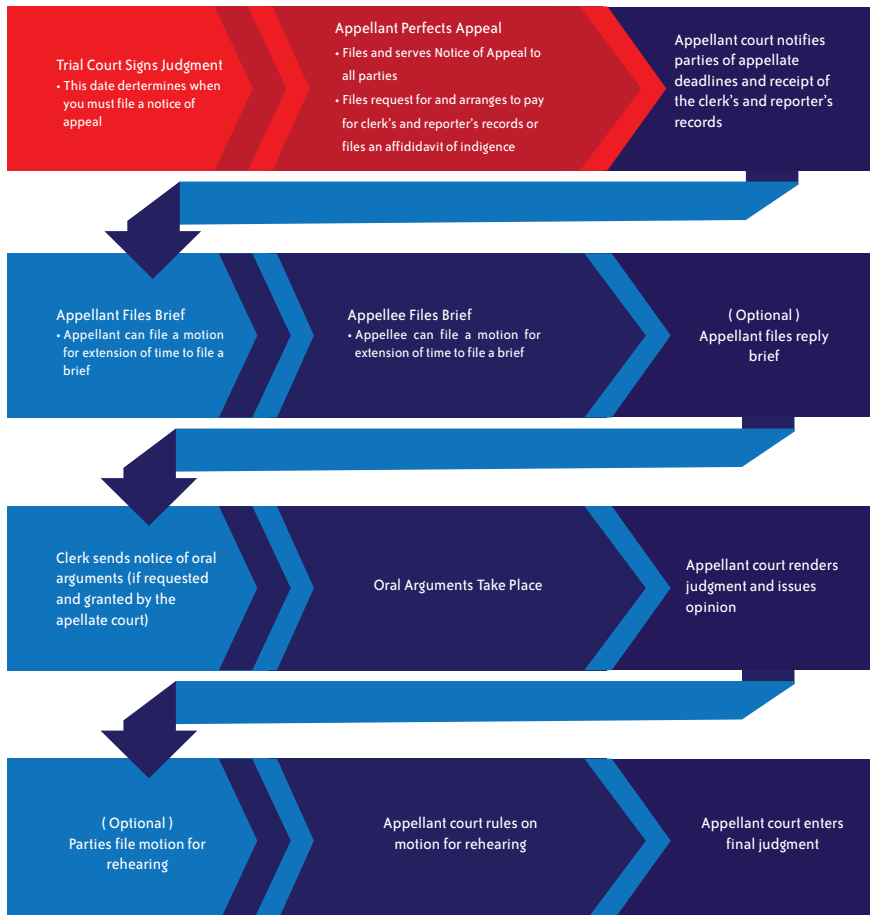 Trial Court Signs Judgment
• This date dertermines when
you must file a notice of
appeal
Appellant Perfects Appeal
• Files and serves Notice of Appeal to
all parties
• Files request for and arranges to pay
for clerk's and reporter's records or
files an affididavit of indigence
Appellant court notifies
parties of appellate
deadlines and receipt of
the clerk's and reporter's
records
Appellant Files Brief
• Appellant can file a motion
for extension of time to file a
brief
Appellee Files Brief
• Appellee can file a motion for
extension of time to file a brief
( Optional )
Appellant files reply
brief
Clerk sends notice of oral
arguments (if requested
and granted by the
apellate court)
Oral Arguments Take Place
Appellant court renders
judgment and issues
opinion
( Optional )
Parties file motion for
rehearing
Appellant court rules on
motion for rehearing
Appellant court enters
final judgment